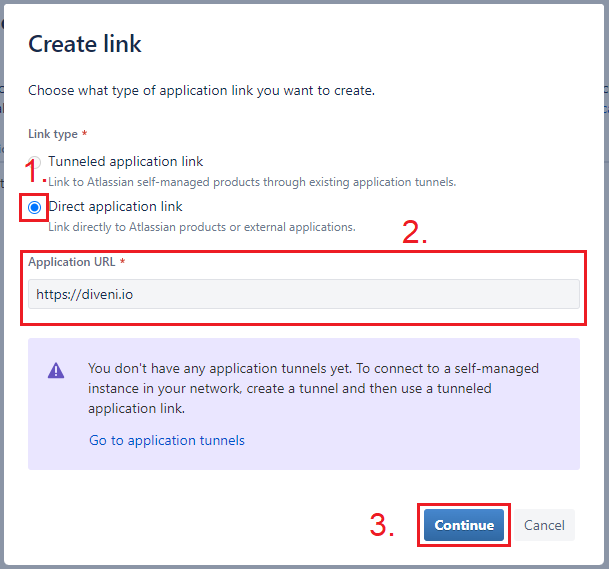 Create link
Choose what type of application link you want to create.
Link type *
1.
Tunneled application link
Link to Atlassian self-managed products through existing application tunnels.
Direct application link
Link directly to Atlassian products or external applications.
2.
Application URL *
https://diveni.io
You don't have any application tunnels yet. To connect to a self-managed
instance in your network, create a tunnel and then use a tunneled
application link.
Go to application tunnels
3.
Continue
Cancel